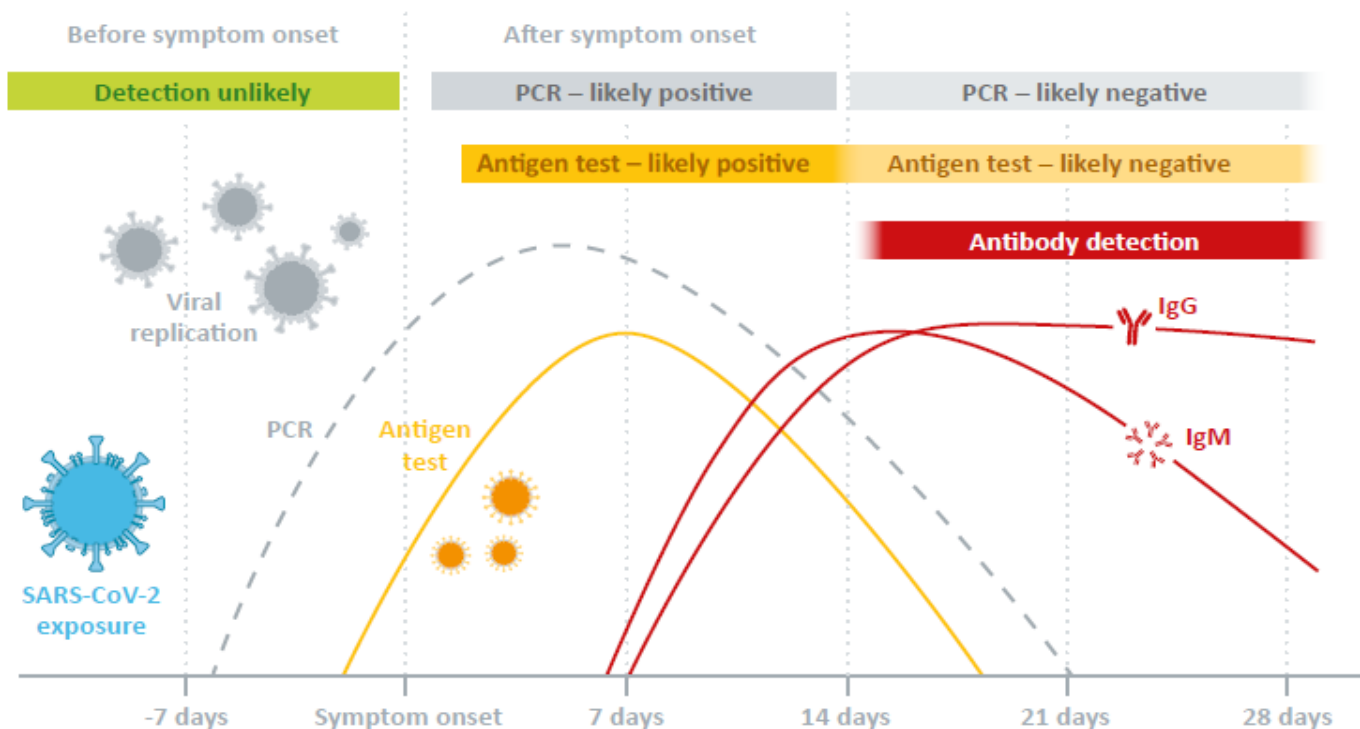 Before symptom onset
After symptom onset
Detection unlikely
PCR – likely positive
PCR – likely negative
Antigen test – likely positive
Antigen test – likely negative
Antibody detection
Viral
replication
IgG
PCR
Antigen
test
IgM
SARS-CoV-2
exposure
-7 days
Symptom onset
7 days
14 days
21 days
28 days